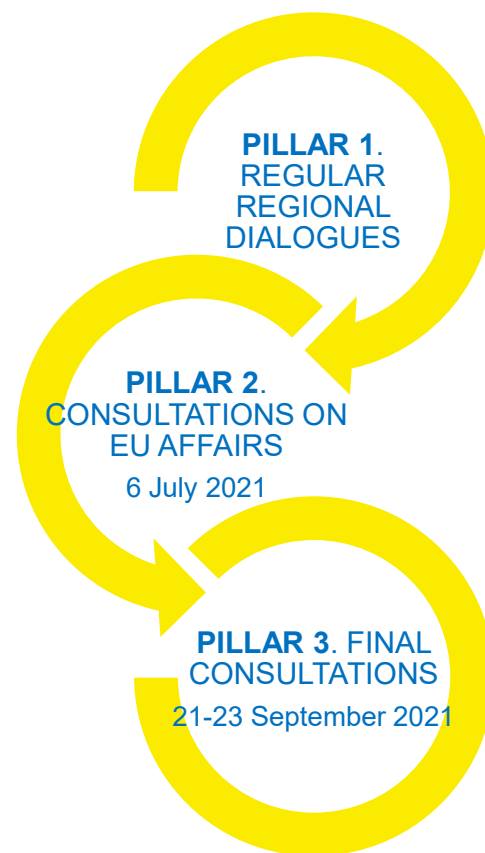 PILLAR 1.
REGULAR
REGIONAL
DIALOGUES
PILLAR 2.
CONSULTATIONS ON
EU AFFAIRS
6 July 2021
PILLAR 3. FINAL
CONSULTATIONS
21-23 September 2021